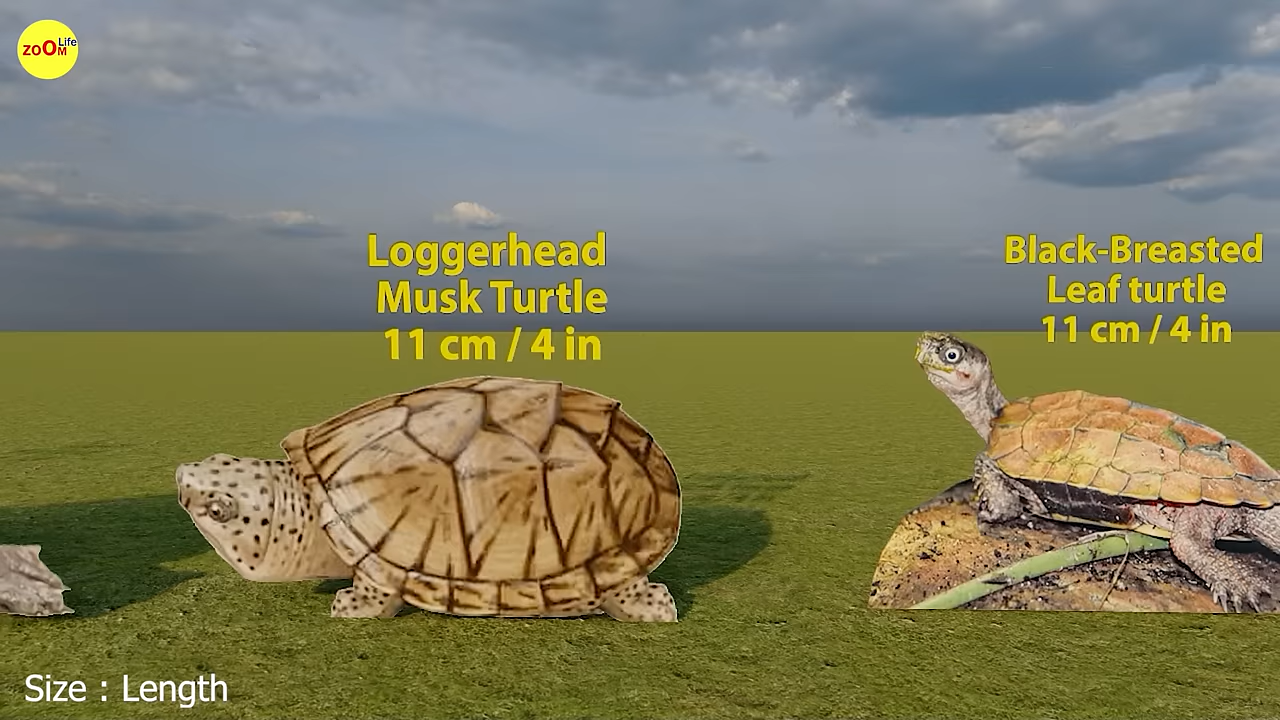 zoOM Life
Loggerhead
Musk Turtle
11 cm / 4 in
Black-Breasted
Leaf turtle
11 cm / 4 in
Size : Length